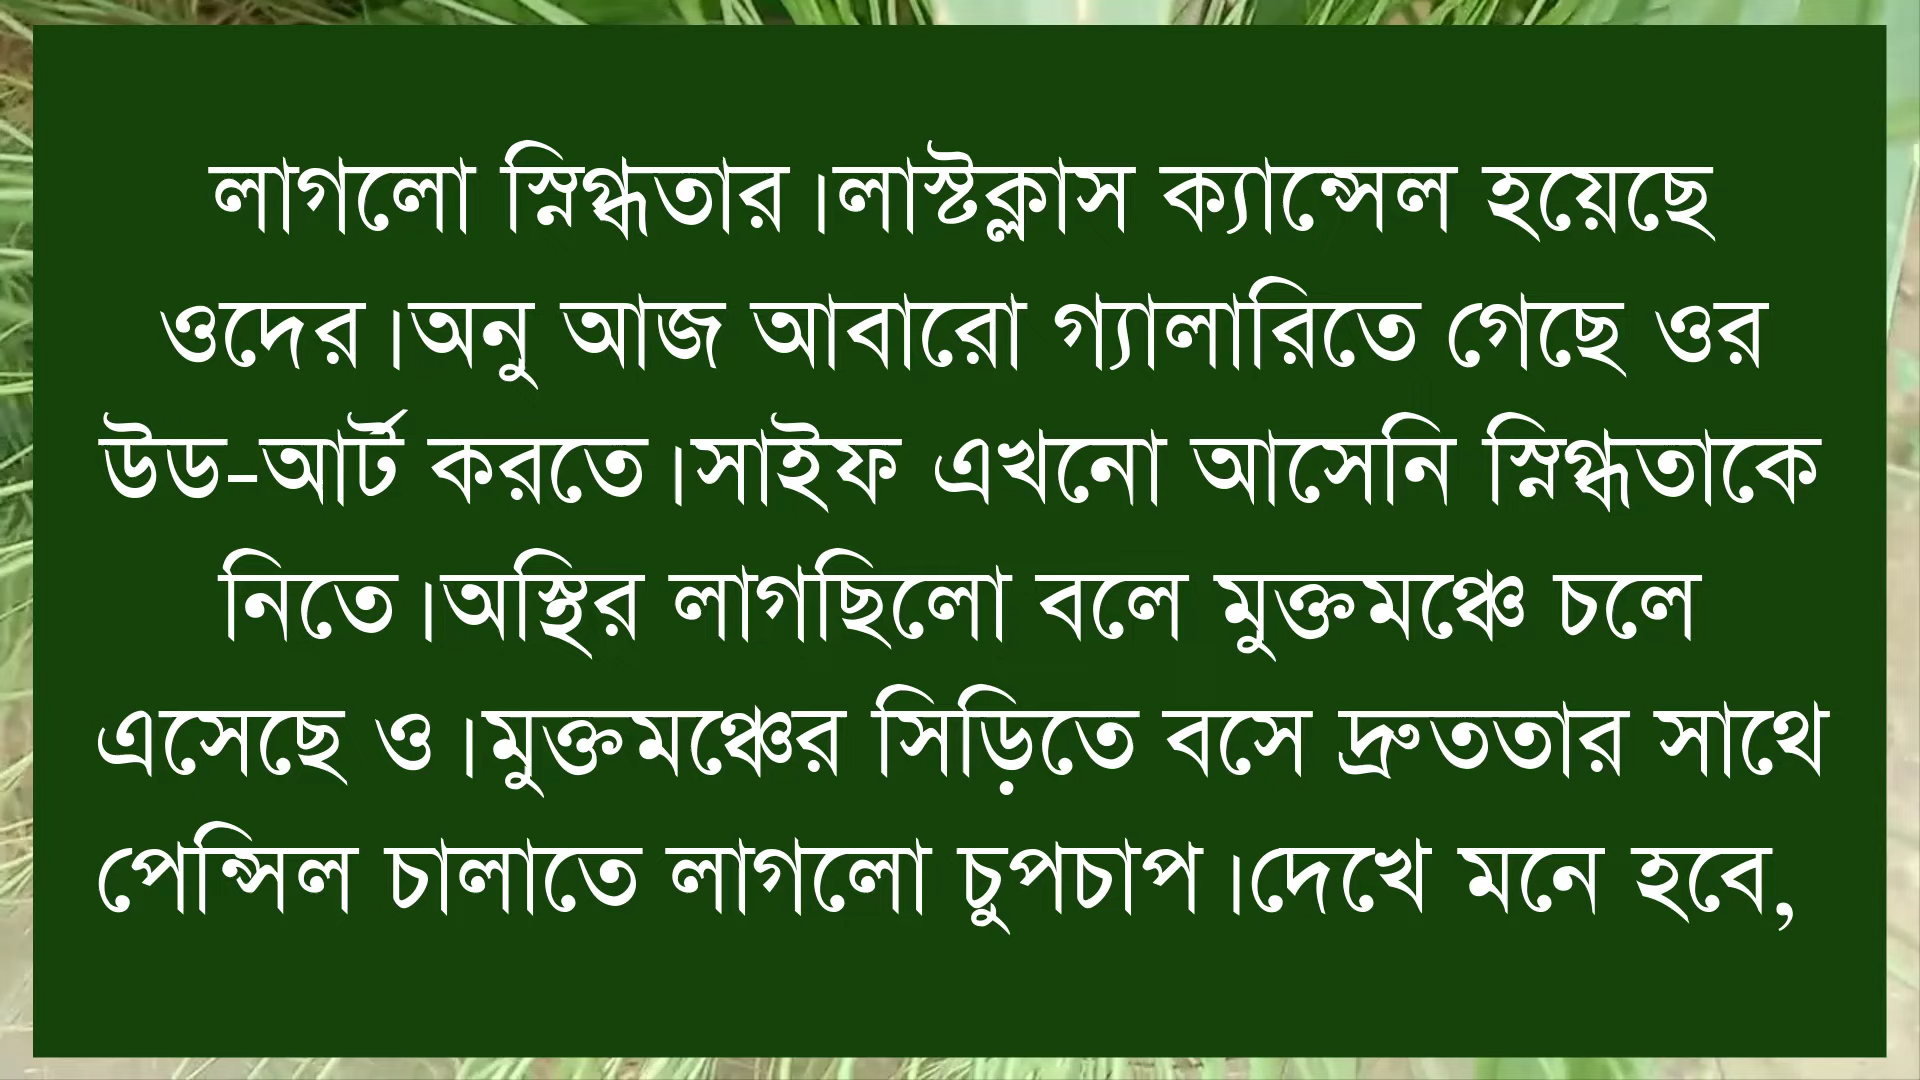 লাগলো স্নিগ্ধতার।লাস্টক্লাস ক্যান্সেল হয়েছে
ওদের।অনু আজ আবারো গ্যালারিতে গেছে ওর
উড-আর্ট করতে।সাইফ এখনো আসেনি স্নিগ্ধতাকে
নিতে।অস্থির লাগছিলো বলে মুক্তমঞ্চে চলে
এসেছে ও।মুক্তমঞ্চের সিড়িতে বসে দ্রুততার সাথে
পেন্সিল চালাতে লাগলো চুপচাপ।দেখে মনে হবে,